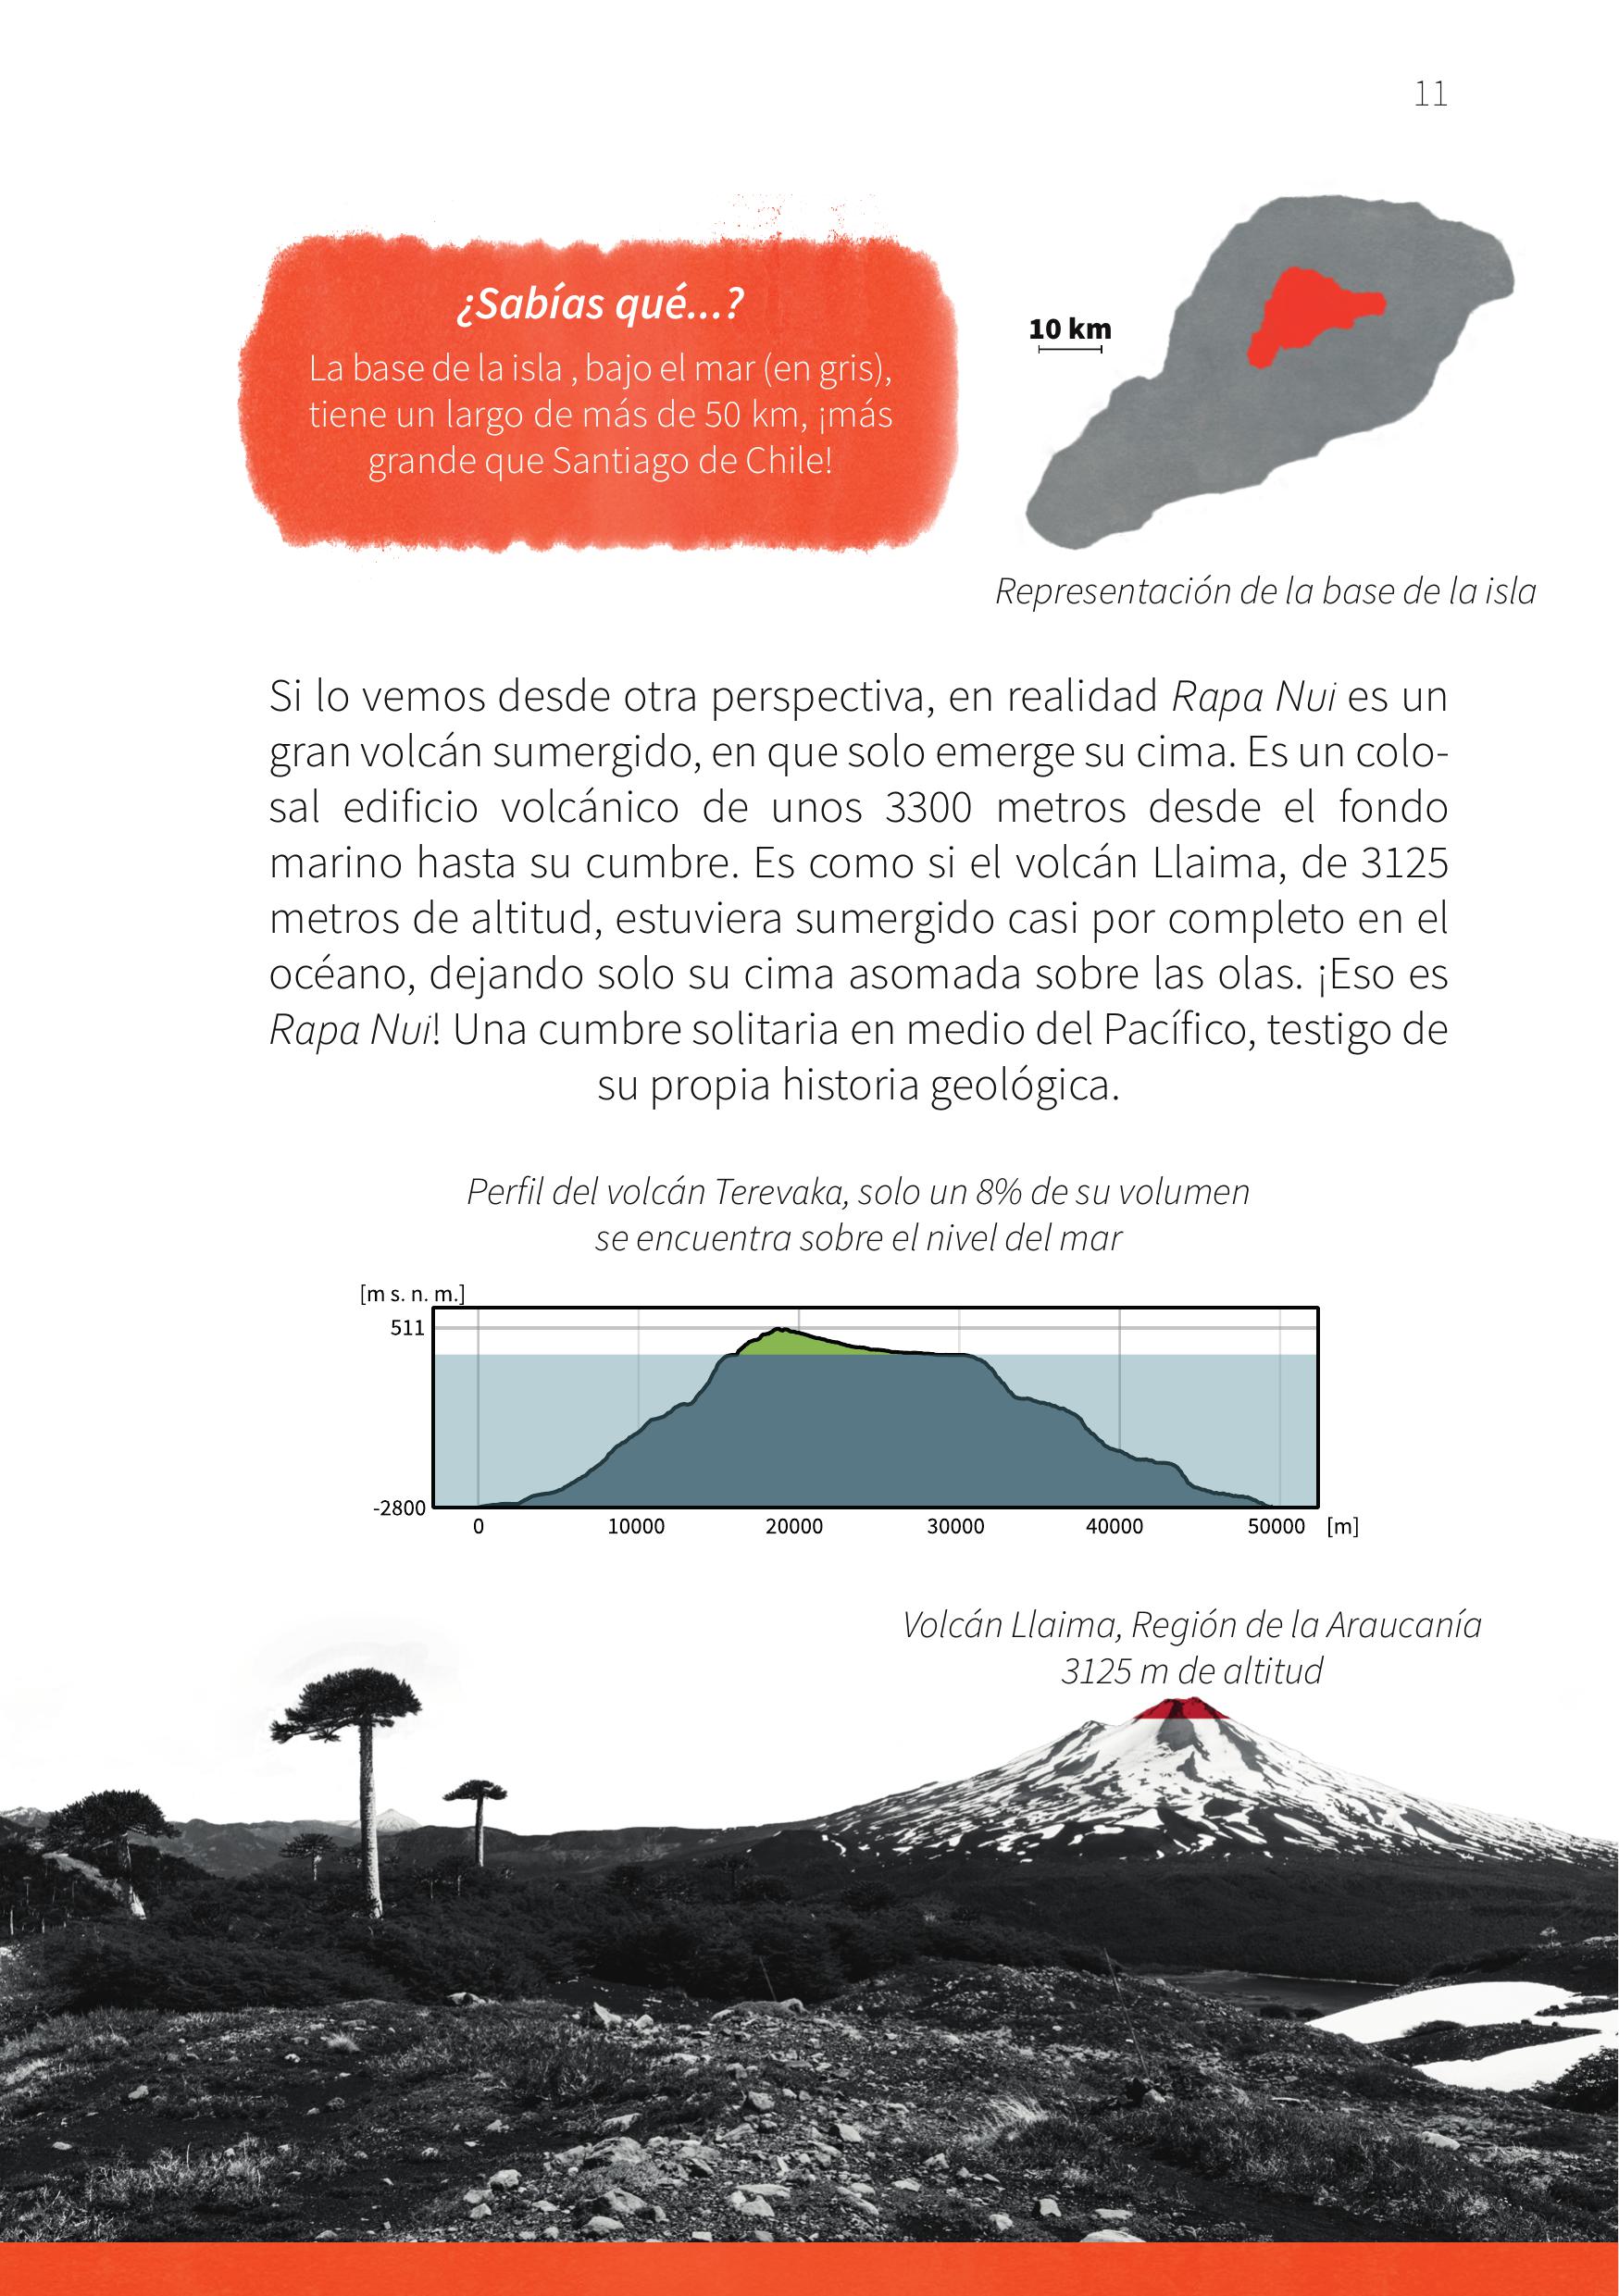 11
¿Sabías qué...?
La base de la isla , bajo el mar (en gris),
tiene un largo de más de 50 km, ¡más
grande que Santiago de Chile!
10 km
Representación de la base de la isla
Si lo vemos desde otra perspectiva, en realidad Rapa Nui es un
gran volcán sumergido, en que solo emerge su cima. Es un colo-
sal edificio volcánico de unos 3300 metros desde el fondo
marino hasta su cumbre. Es como si el volcán Llaima, de 3125
metros de altitud, estuviera sumergido casi por completo en el
océano, dejando solo su cima asomada sobre las olas. ¡Eso es
Rapa Nui! Una cumbre solitaria en medio del Pacífico, testigo de
su propia historia geológica.
Perfil del volcán Terevaka, solo un 8% de su volumen
se encuentra sobre el nivel del mar
[m s. n. m.]
511
-2800
0 10000 20000 30000 40000 50000 [m]
Volcán Llaima, Región de la Araucanía
3125 m de altitud